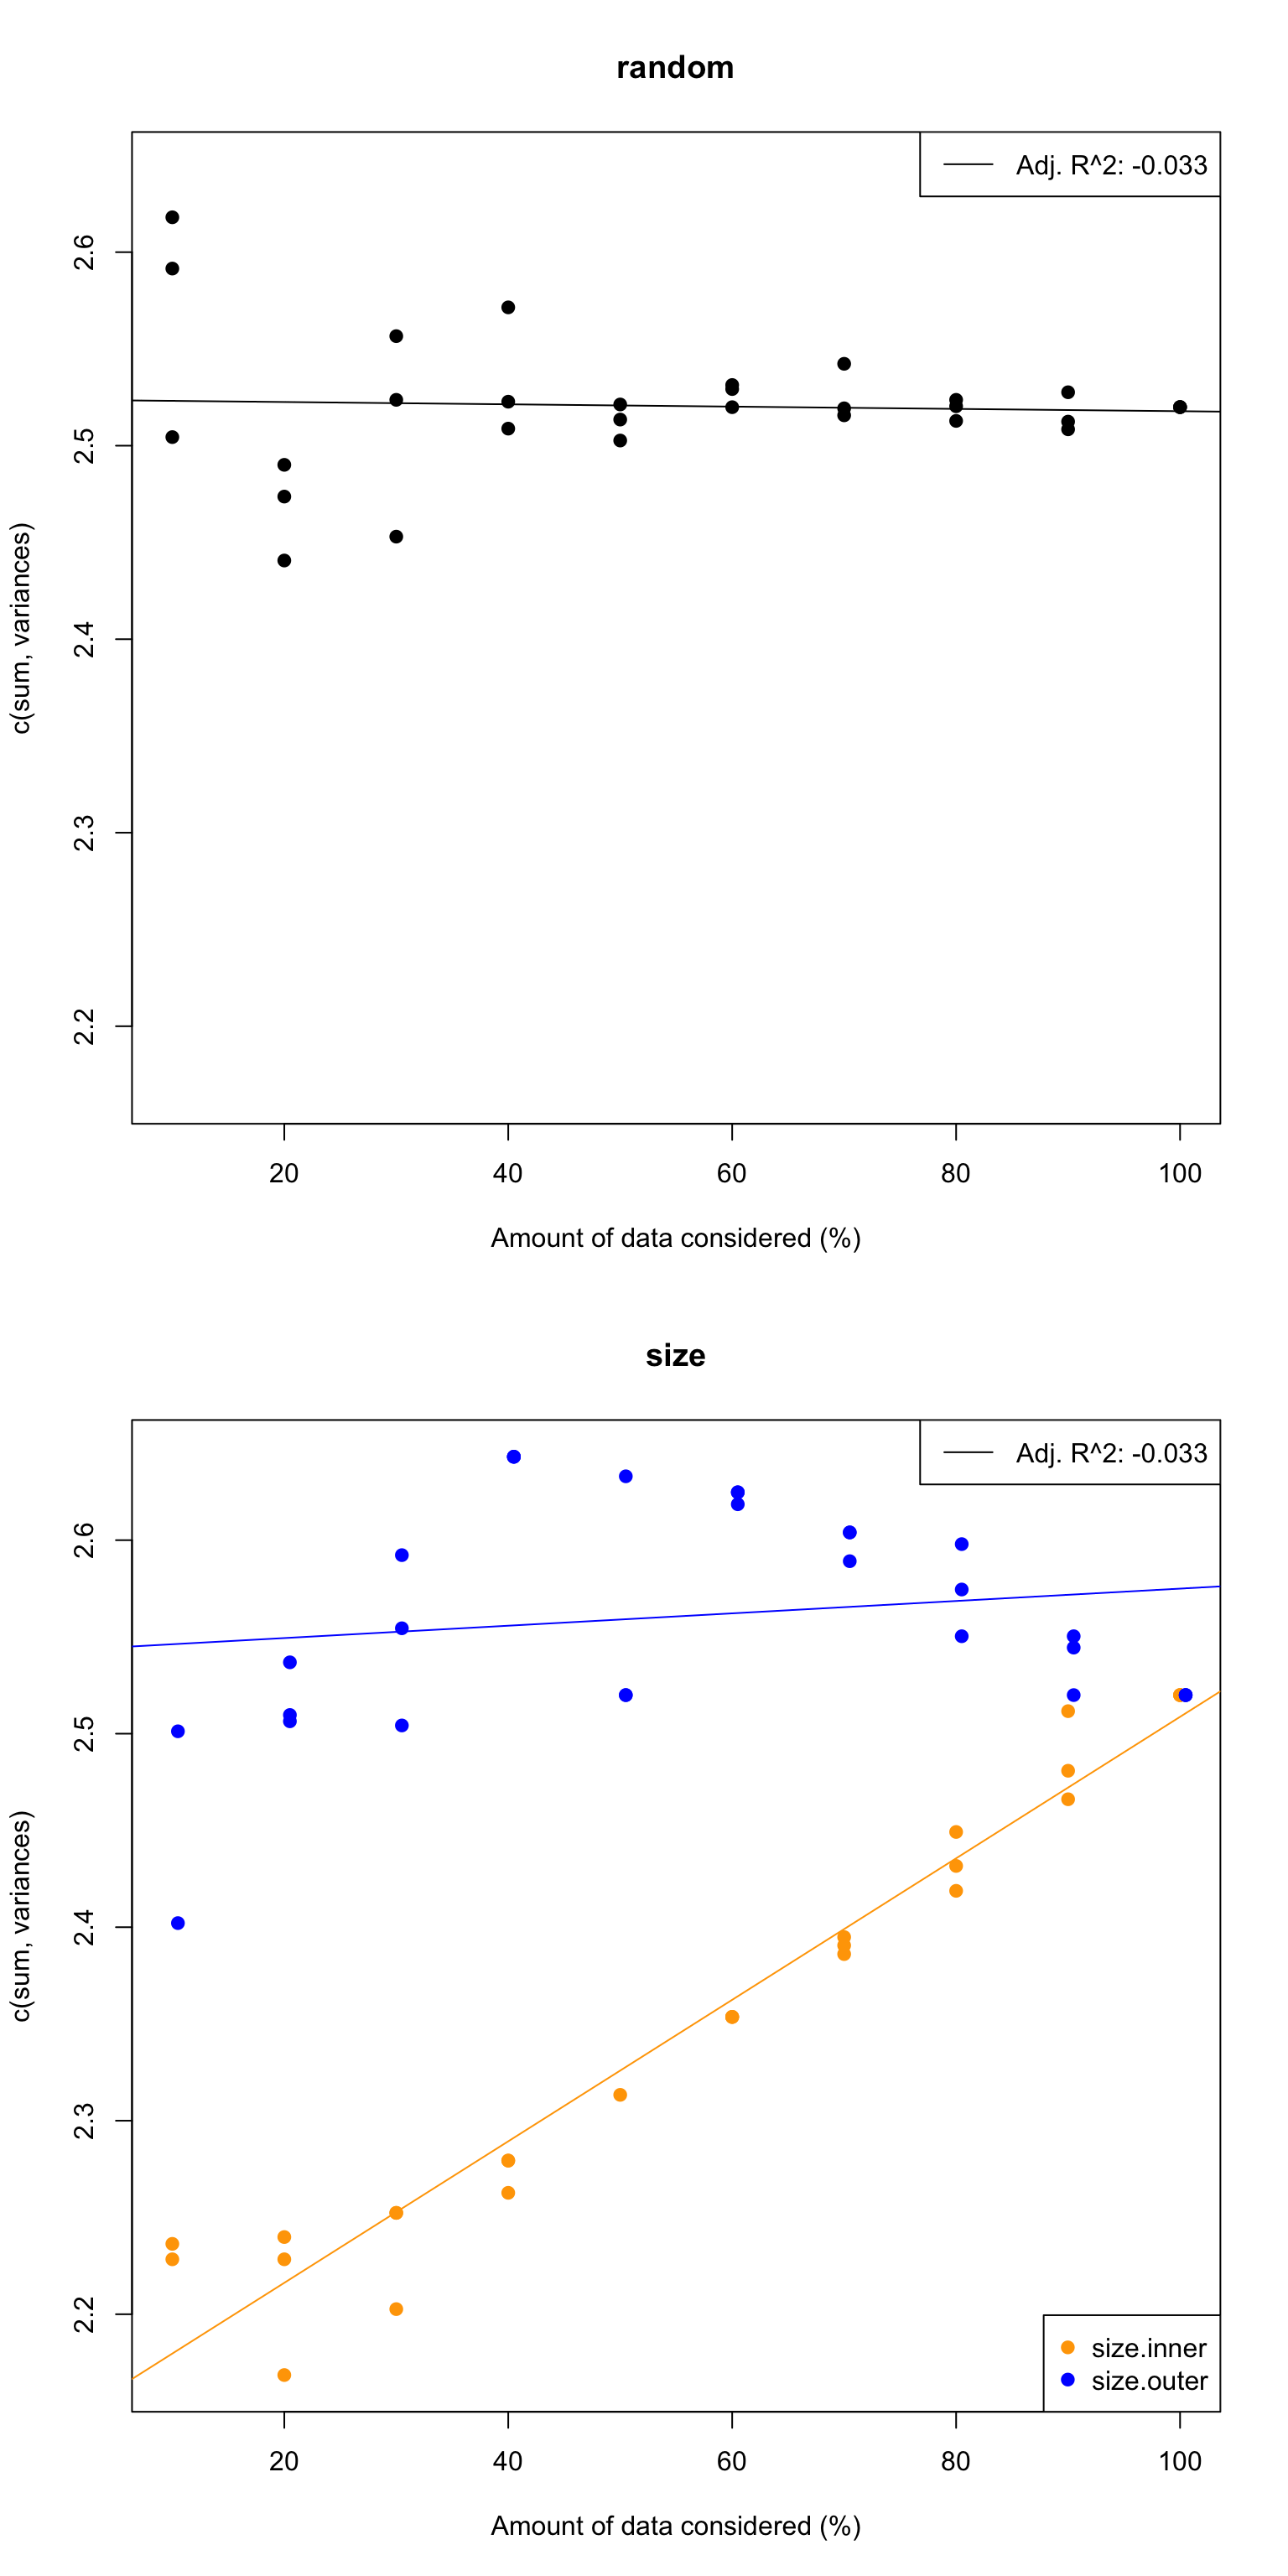 random
Adj. R^2: -0.033
2.6
2.5
2.4
2.3
2.2
c(sum, variances)
20 40 60 80 100
Amount of data considered (%)
size
Adj. R^2: -0.033
2.6
2.5
2.4
2.3
2.2
c(sum, variances)
size.inner
size.outer
20 40 60 80 100
Amount of data considered (%)